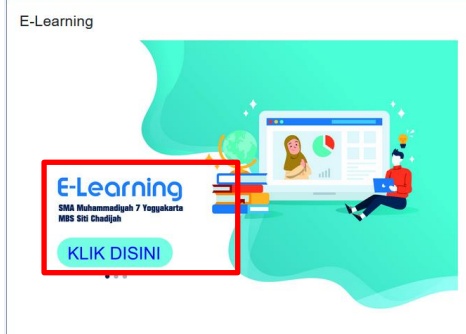 E-Learning
E-Learning
SMA Muhammadiyah 7 Yogyakarta
MBS Siti Chadijah
KLIK DISINI